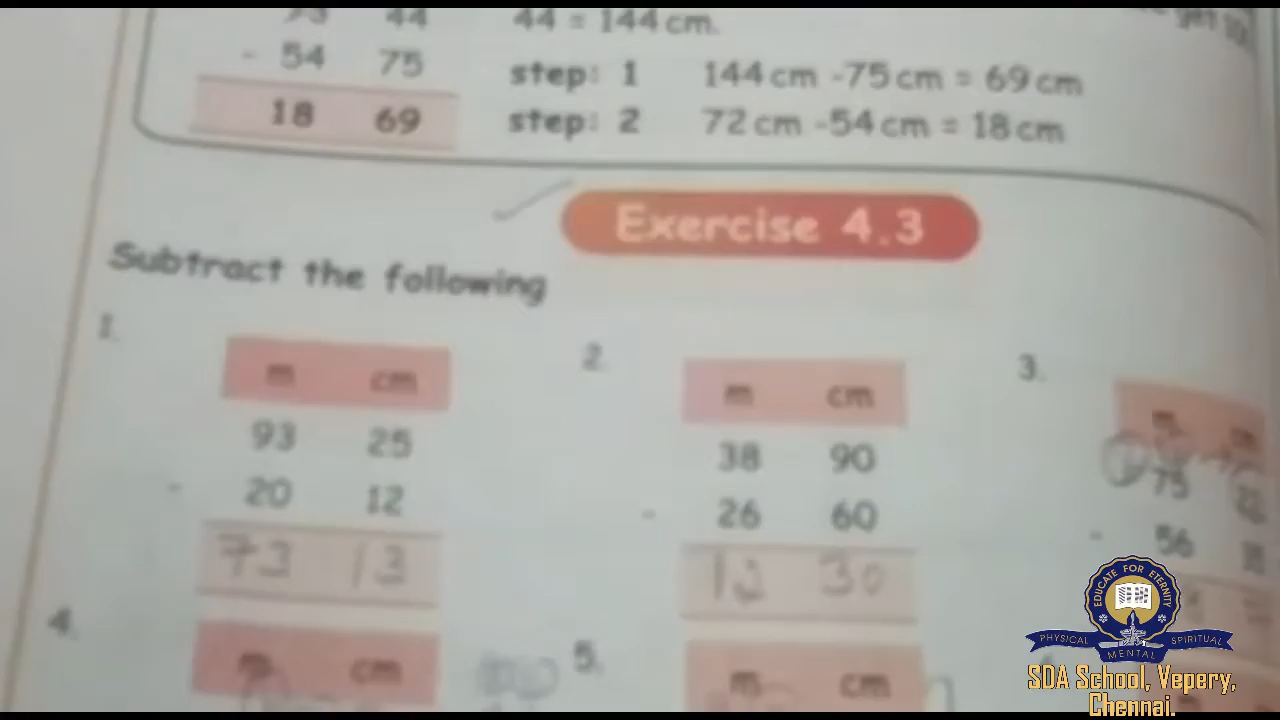 44
44 = 144 cm.
- 54 75
step: 1 144 cm -75 cm = 69 cm
18 69
step: 2 72 cm -54 cm = 18 cm
Exercise 4.3
Subtract the following
1.
m cm
93 25
- 20 12
73 13
2.
m cm
38 90
- 26 60
12 30
3.
m cm
75
- 56
4.
m cm
5.
m cm
EDUCATE FOR ETERNITY
PHYSICAL MENTAL SPIRITUAL
SDA School, Vepery,
Chennai.